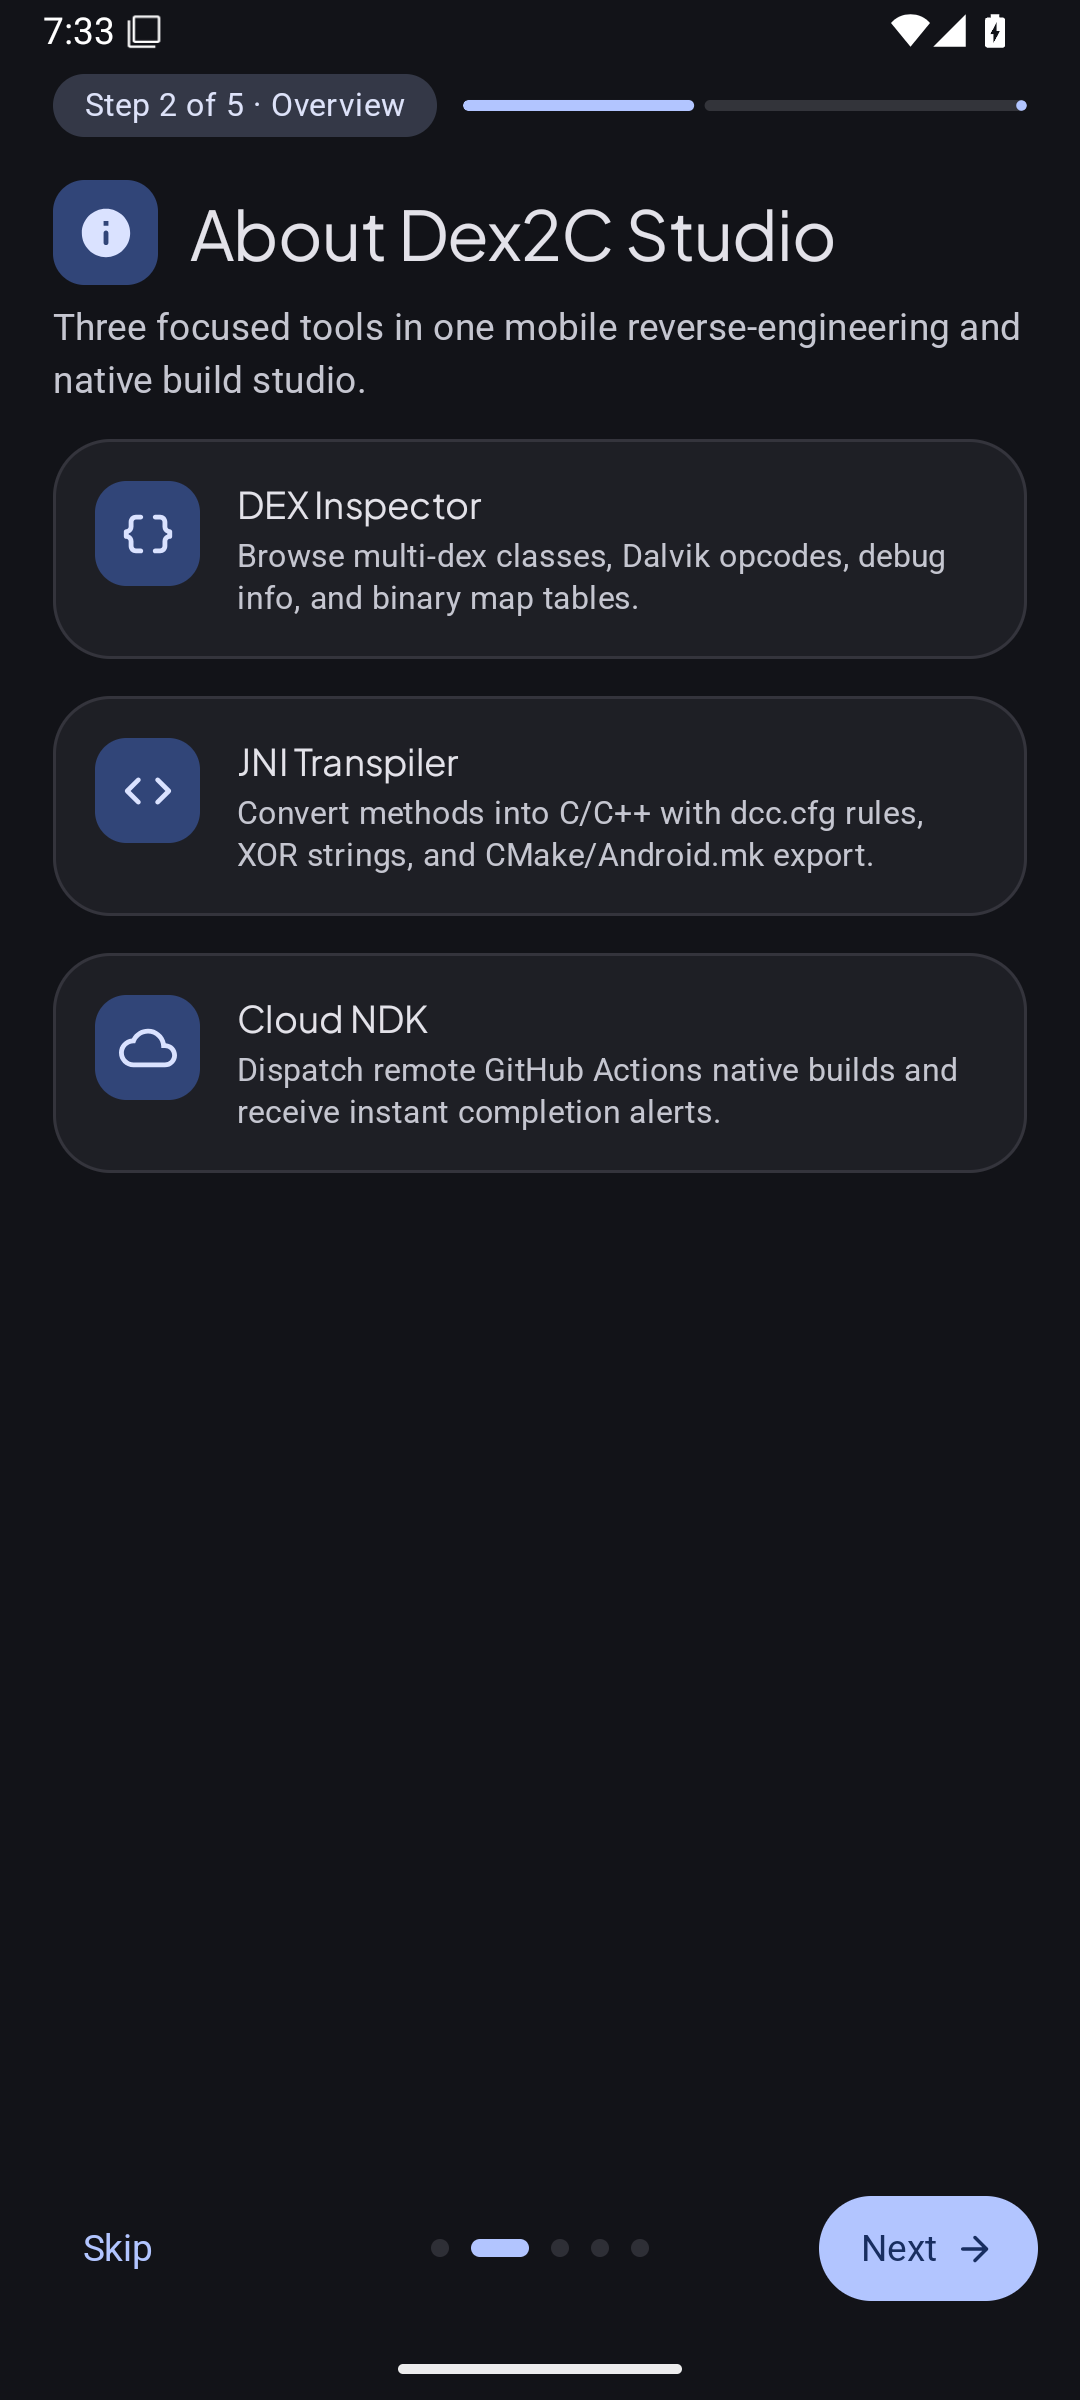 7:33
Step 2 of 5 · Overview
About Dex2C Studio
Three focused tools in one mobile reverse-engineering and
native build studio.
DEX Inspector
Browse multi-dex classes, Dalvik opcodes, debug
info, and binary map tables.
JNI Transpiler
Convert methods into C/C++ with dcc.cfg rules,
XOR strings, and CMake/Android.mk export.
Cloud NDK
Dispatch remote GitHub Actions native builds and
receive instant completion alerts.
Skip
Next